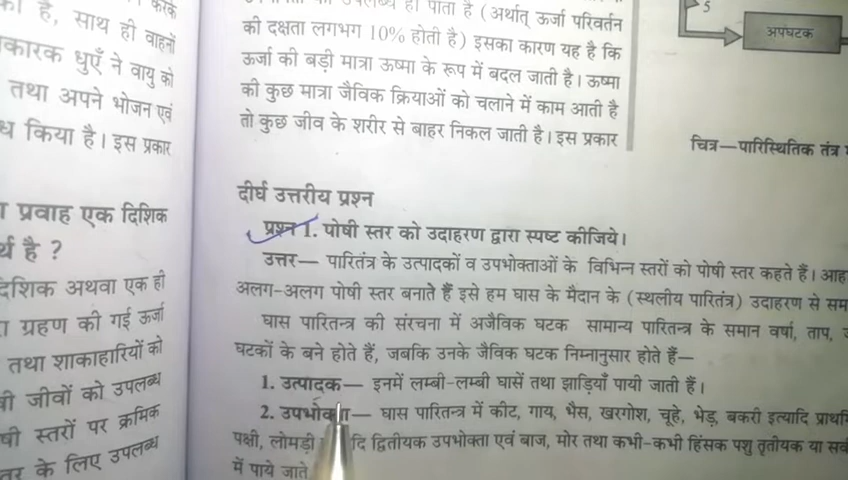 करके
का है, साथ ही वाहनों
कारक धुएँ ने वायु को
तथा अपने भोजन एवं
ध किया है। इस प्रकार
प्रवाह एक दिशिक
र्थ है ?
देशिक अथवा एक ही
ग्रहण की गई ऊर्जा
तथा शाकाहारियों को
षी जीवों को उपलब्ध
षी स्तरों पर क्रमिक
तर के लिए उपलब्ध
उपलब्ध हो पाता है (अर्थात् ऊर्जा परिवर्तन
की दक्षता लगभग 10% होती है) इसका कारण यह है कि
ऊर्जा की बड़ी मात्रा ऊष्मा के रूप में बदल जाती है। ऊष्मा
की कुछ मात्रा जैविक क्रियाओं को चलाने में काम आती है
तो कुछ जीव के शरीर से बाहर निकल जाती है। इस प्रकार
5
अपघटक
चित्र—पारिस्थितिक तंत्र
दीर्घ उत्तरीय प्रश्न
प्रश्न 1. पोषी स्तर को उदाहरण द्वारा स्पष्ट कीजिये।
उत्तर— पारितंत्र के उत्पादकों व उपभोक्ताओं के विभिन्न स्तरों को पोषी स्तर कहते हैं। आह
अलग-अलग पोषी स्तर बनाते हैं इसे हम घास के मैदान के (स्थलीय पारितंत्र) उदाहरण से सम
घास पारितन्त्र की संरचना में अजैविक घटक सामान्य पारितन्त्र के समान वर्षा, ताप,
घटकों के बने होते हैं, जबकि उनके जैविक घटक निम्नानुसार होते हैं—
1. उत्पादक— इनमें लम्बी-लम्बी घासें तथा झाड़ियाँ पायी जाती हैं।
2. उपभोक्ता— घास पारितन्त्र में कीट, गाय, भैस, खरगोश, चूहे, भेड़, बकरी इत्यादि प्राथमि
पक्षी, लोमड़ी दि द्वितीयक उपभोक्ता एवं बाज, मोर तथा कभी-कभी हिंसक पशु तृतीयक या सर्व
में पाये जाते